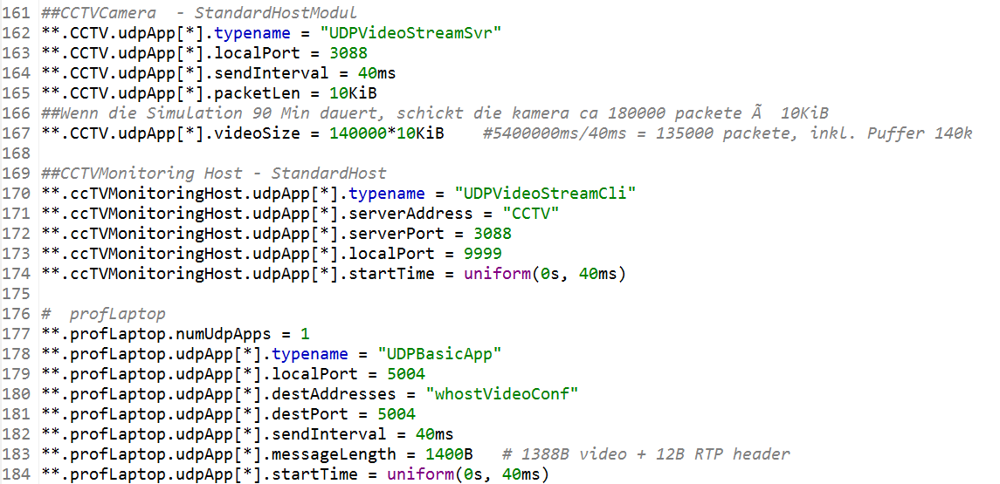 161 ##CCTVCamera  - StandardHostModul
162 **.CCTV.udpApp[*].typename = "UDPVideoStreamSvr"
163 **.CCTV.udpApp[*].localPort = 3088
164 **.CCTV.udpApp[*].sendInterval = 40ms
165 **.CCTV.udpApp[*].packetLen = 10KiB
166 ##Wenn die Simulation 90 Min dauert, schickt die kamera ca 180000 packete Ã  10KiB
167 **.CCTV.udpApp[*].videoSize = 140000*10KiB    #5400000ms/40ms = 135000 packete, inkl. Puffer 140k
168
169 ##CCTVMonitoring Host - StandardHost
170 **.ccTVMonitoringHost.udpApp[*].typename = "UDPVideoStreamCli"
171 **.ccTVMonitoringHost.udpApp[*].serverAddress = "CCTV"
172 **.ccTVMonitoringHost.udpApp[*].serverPort = 3088
173 **.ccTVMonitoringHost.udpApp[*].localPort = 9999
174 **.ccTVMonitoringHost.udpApp[*].startTime = uniform(0s, 40ms)
175
176 #  profLaptop
177 **.profLaptop.numUdpApps = 1
178 **.profLaptop.udpApp[*].typename = "UDPBasicApp"
179 **.profLaptop.udpApp[*].localPort = 5004
180 **.profLaptop.udpApp[*].destAddresses = "whostVideoConf"
181 **.profLaptop.udpApp[*].destPort = 5004
182 **.profLaptop.udpApp[*].sendInterval = 40ms
183 **.profLaptop.udpApp[*].messageLength = 1400B   # 1388B video + 12B RTP header
184 **.profLaptop.udpApp[*].startTime = uniform(0s, 40ms)